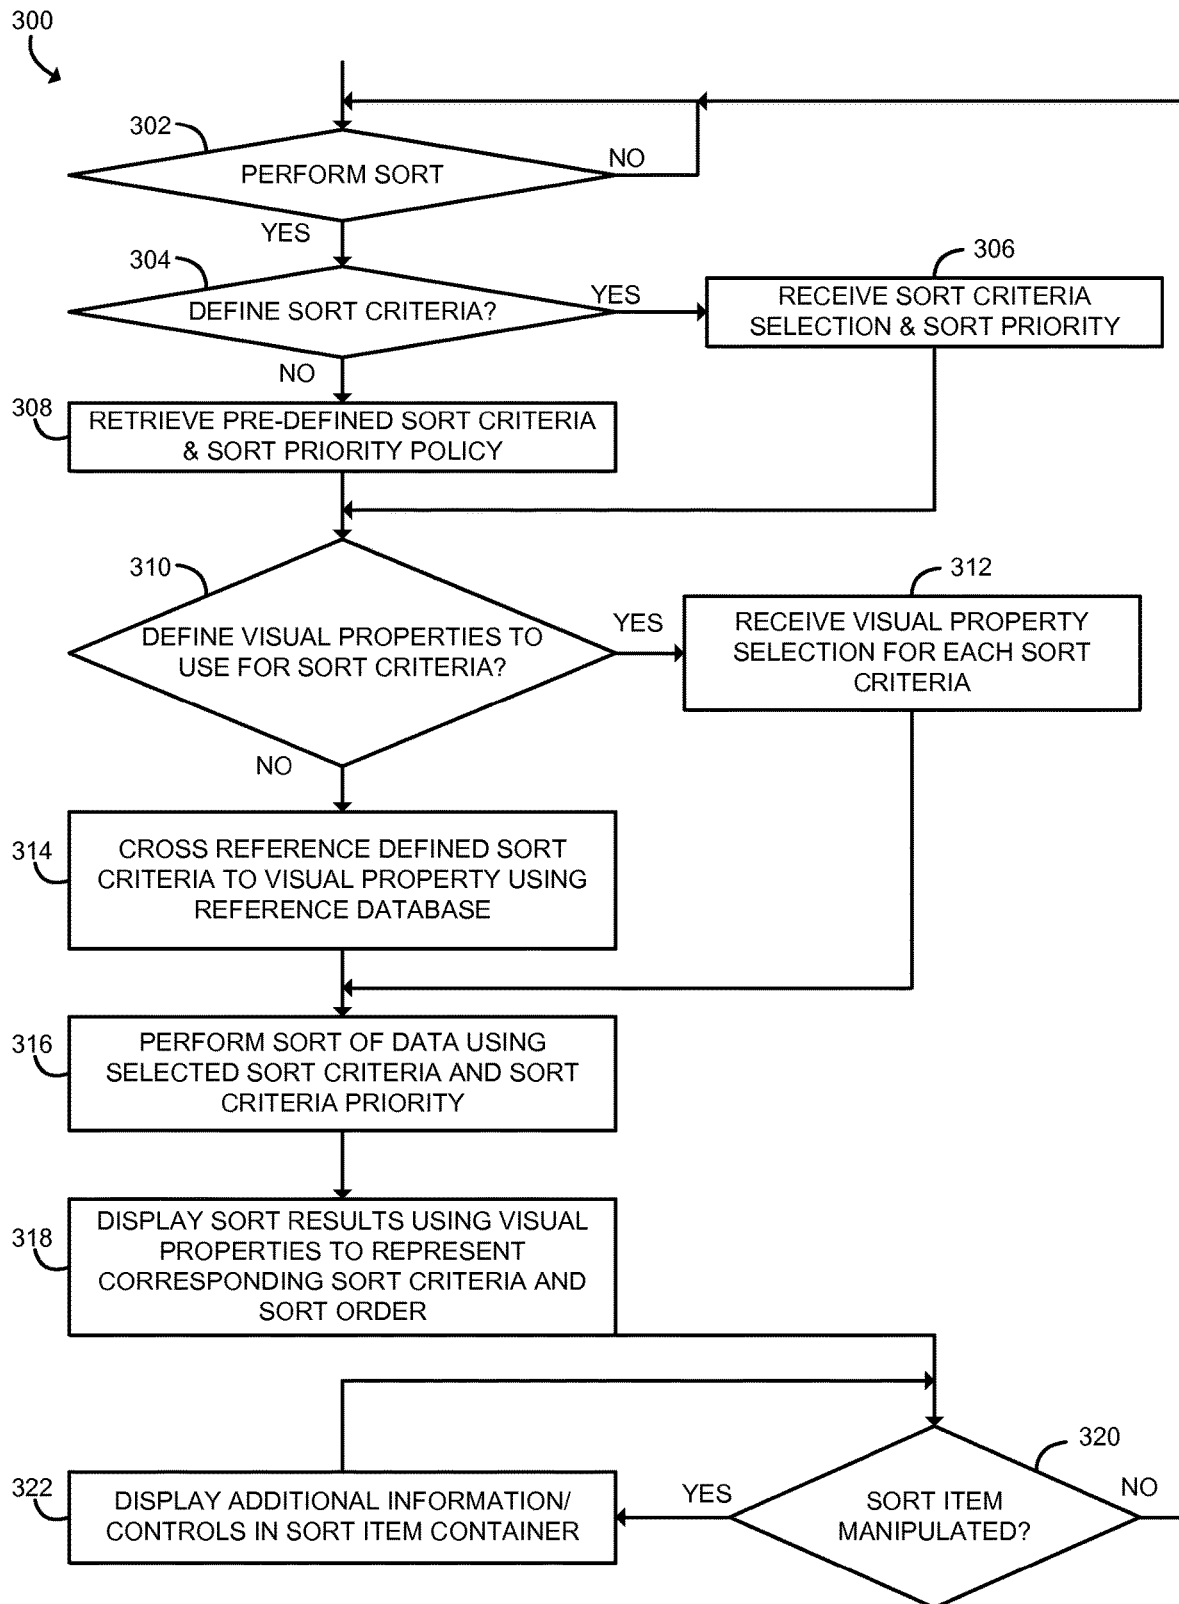 300
302
PERFORM SORT
NO
YES
304
DEFINE SORT CRITERIA?
YES
306
RECEIVE SORT CRITERIA
SELECTION & SORT PRIORITY
NO
308
RETRIEVE PRE-DEFINED SORT CRITERIA
& SORT PRIORITY POLICY
310
DEFINE VISUAL PROPERTIES TO
USE FOR SORT CRITERIA?
YES
312
RECEIVE VISUAL PROPERTY
SELECTION FOR EACH SORT
CRITERIA
NO
314
CROSS REFERENCE DEFINED SORT
CRITERIA TO VISUAL PROPERTY USING
REFERENCE DATABASE
316
PERFORM SORT OF DATA USING
SELECTED SORT CRITERIA AND SORT
CRITERIA PRIORITY
318
DISPLAY SORT RESULTS USING VISUAL
PROPERTIES TO REPRESENT
CORRESPONDING SORT CRITERIA AND
SORT ORDER
320
SORT ITEM
MANIPULATED?
NO
YES
322
DISPLAY ADDITIONAL INFORMATION/
CONTROLS IN SORT ITEM CONTAINER